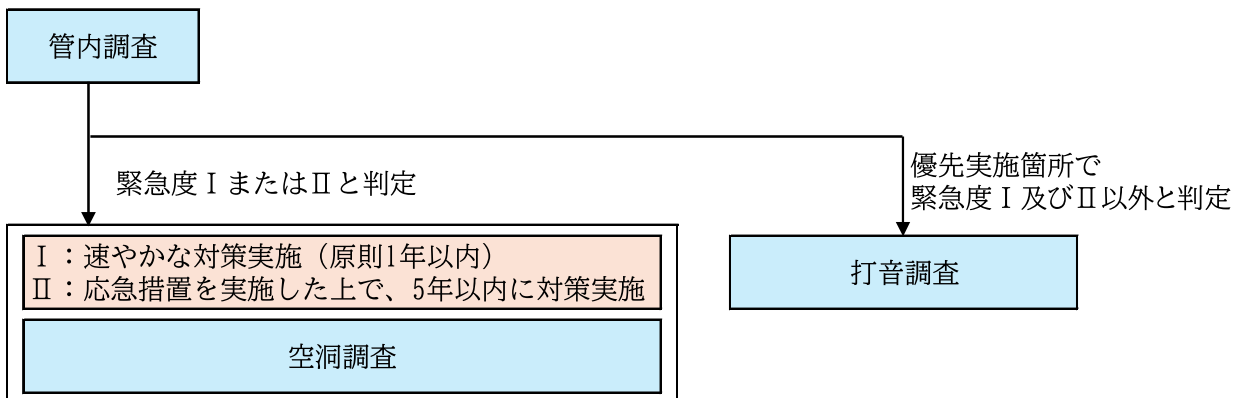 管内調査
緊急度ⅠまたはⅡと判定
優先実施箇所で
緊急度Ⅰ及びⅡ以外と判定
Ⅰ：速やかな対策実施（原則1年以内）
Ⅱ：応急措置を実施した上で、5年以内に対策実施
打音調査
空洞調査